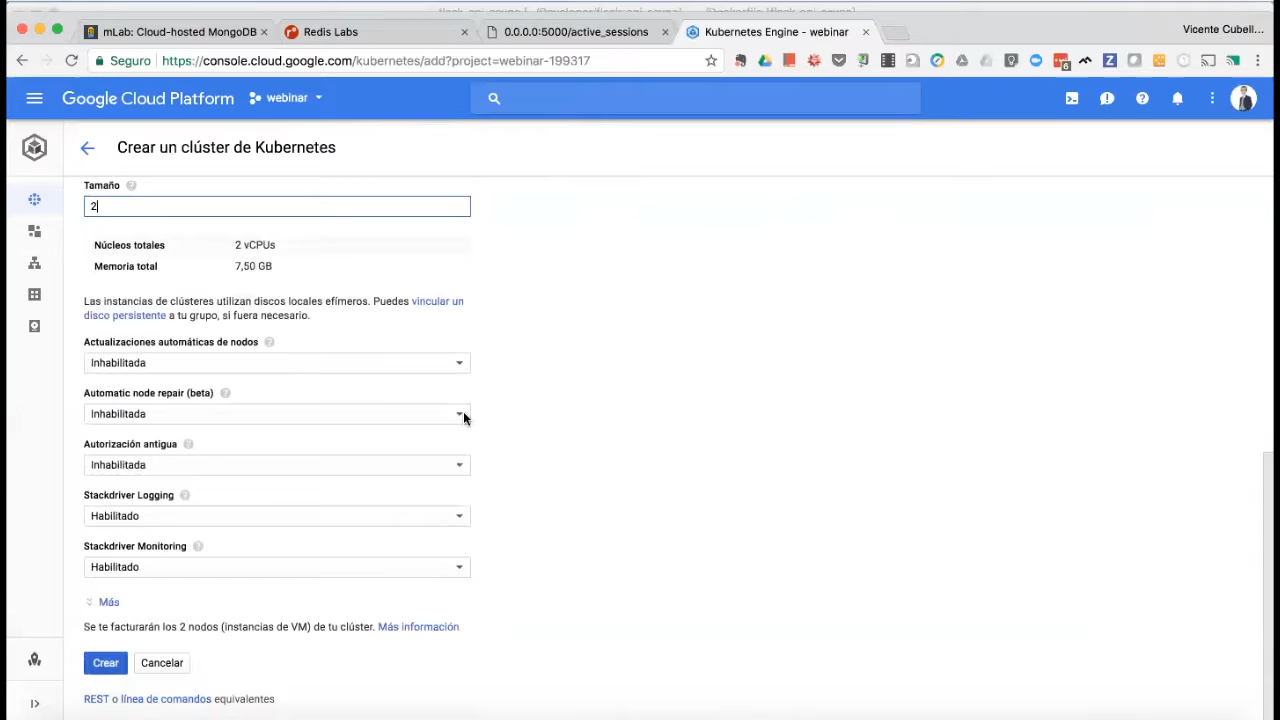 mLab: Cloud-hosted MongoDB
Redis Labs
0.0.0.0:5000/active_sessions
Kubernetes Engine - webinar
Vicente Cubell...
Seguro
https://console.cloud.google.com/kubernetes/add?project=webinar-199317
Google Cloud Platform
webinar
Crear un clúster de Kubernetes
Tamaño
2
Núcleos totales 2 vCPUs
Memoria total 7,50 GB
Las instancias de clústeres utilizan discos locales efímeros. Puedes vincular un
disco persistente a tu grupo, si fuera necesario.
Actualizaciones automáticas de nodos
Inhabilitada
Automatic node repair (beta)
Inhabilitada
Autorización antigua
Inhabilitada
Stackdriver Logging
Habilitado
Stackdriver Monitoring
Habilitado
Más
Se te facturarán los 2 nodos (instancias de VM) de tu clúster. Más información
Crear Cancelar
REST o línea de comandos equivalentes